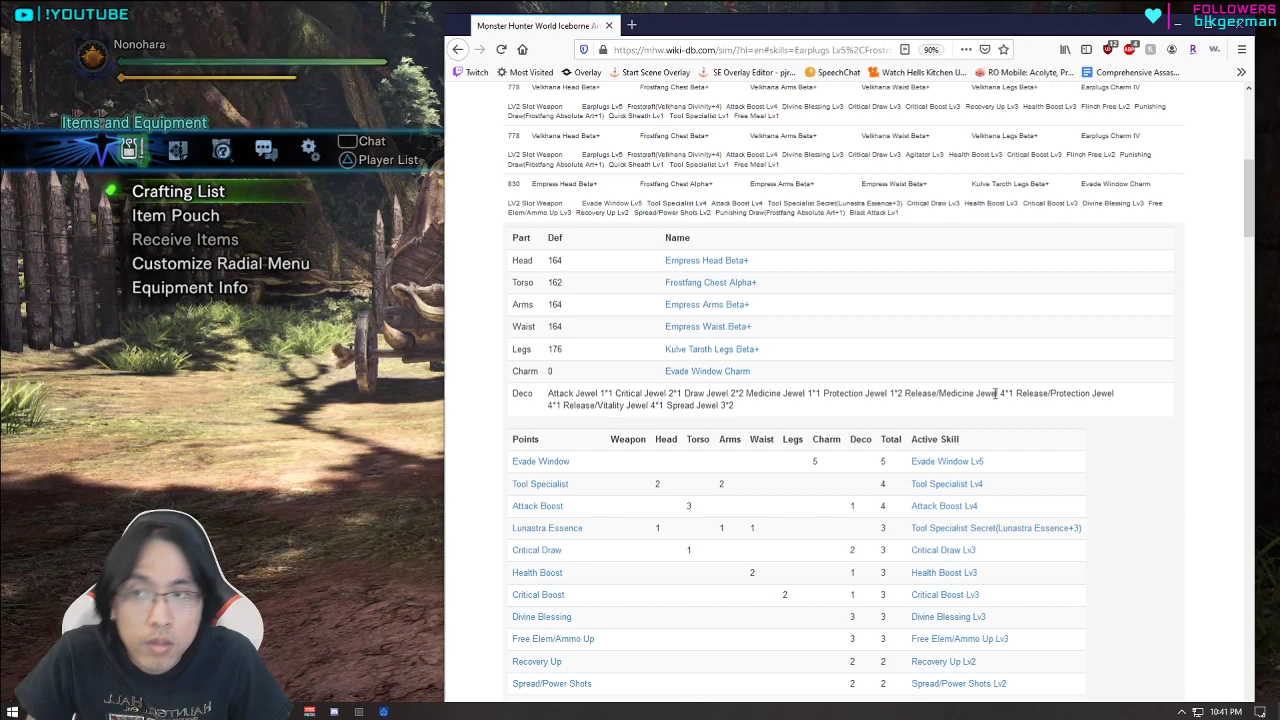 !YOUTUBE
Nonohara
Items and Equipment
Chat
Player List
Crafting List
Item Pouch
Receive Items
Customize Radial Menu
Equipment Info
FOLLOWERS
blkgerman
Monster Hunter World Iceborne Ar
https://mhw.wiki-db.com/sim/?hl=en#skills=Earplugs Lv5%2CFrostc
90%
Twitch Most Visited Overlay Start Scene Overlay SE Overlay Editor - pjr... SpeechChat Watch Hells Kitchen U... RO Mobile: Acolyte, Pr... Comprehensive Assas...
778 Velkhana Head Beta+ Frostfang Chest Beta+ Velkhana Arms Beta+ Velkhana Waist Beta+ Velkhana Legs Beta+ Earplugs Charm IV
LV2 Slot Weapon Earplugs Lv5 Frostcraft(Velkhana Divinity+4) Attack Boost Lv4 Divine Blessing Lv3 Critical Draw Lv3 Critical Boost Lv3 Recovery Up Lv3 Health Boost Lv3 Flinch Free Lv2 Punishing
Draw(Frostfang Absolute Art+1) Quick Sheath Lv1 Tool Specialist Lv1 Free Meal Lv1
778 Velkhana Head Beta+ Frostfang Chest Beta+ Velkhana Arms Beta+ Velkhana Waist Beta+ Velkhana Legs Beta+ Earplugs Charm IV
LV2 Slot Weapon Earplugs Lv5 Frostcraft(Velkhana Divinity+4) Attack Boost Lv4 Divine Blessing Lv3 Critical Draw Lv3 Agitator Lv3 Health Boost Lv3 Critical Boost Lv3 Flinch Free Lv2 Punishing
Draw(Frostfang Absolute Art+1) Quick Sheath Lv1 Tool Specialist Lv1 Free Meal Lv1
830 Empress Head Beta+ Frostfang Chest Alpha+ Empress Arms Beta+ Empress Waist Beta+ Kulve Taroth Legs Beta+ Evade Window Charm
LV2 Slot Weapon Evade Window Lv5 Tool Specialist Lv4 Attack Boost Lv4 Tool Specialist Secret(Lunastra Essence+3) Critical Draw Lv3 Health Boost Lv3 Critical Boost Lv3 Divine Blessing Lv3 Free
Elem/Ammo Up Lv3 Recovery Up Lv2 Spread/Power Shots Lv2 Punishing Draw(Frostfang Absolute Art+1) Blast Attack Lv1
Part Def Name
Head 164 Empress Head Beta+
Torso 162 Frostfang Chest Alpha+
Arms 164 Empress Arms Beta+
Waist 164 Empress Waist Beta+
Legs 176 Kulve Taroth Legs Beta+
Charm 0 Evade Window Charm
Deco Attack Jewel 1*1 Critical Jewel 2*1 Draw Jewel 2*2 Medicine Jewel 1*1 Protection Jewel 1*2 Release/Medicine Jewel 4*1 Release/Protection Jewel
4*1 Release/Vitality Jewel 4*1 Spread Jewel 3*2
Points Weapon Head Torso Arms Waist Legs Charm Deco Total Active Skill
Evade Window 5 5 Evade Window Lv5
Tool Specialist 2 2 4 Tool Specialist Lv4
Attack Boost 3 1 4 Attack Boost Lv4
Lunastra Essence 1 1 1 3 Tool Specialist Secret(Lunastra Essence+3)
Critical Draw 1 2 3 Critical Draw Lv3
Health Boost 2 1 3 Health Boost Lv3
Critical Boost 2 1 3 Critical Boost Lv3
Divine Blessing 3 3 Divine Blessing Lv3
Free Elem/Ammo Up 3 3 Free Elem/Ammo Up Lv3
Recovery Up 2 2 Recovery Up Lv2
Spread/Power Shots 2 2 Spread/Power Shots Lv2
10:41 PM